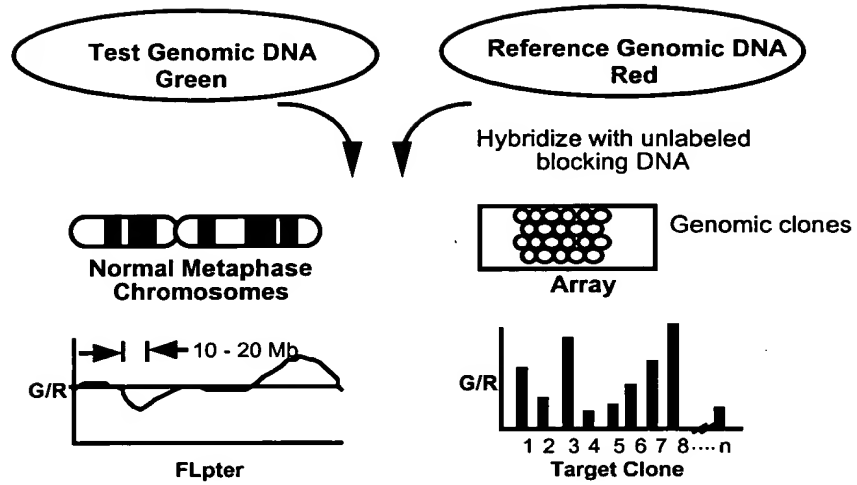 Test Genomic DNA
Green
Reference Genomic DNA
Red
Hybridize with unlabeled
blocking DNA
Normal Metaphase
Chromosomes
Genomic clones
Array
10 - 20 Mb
G/R
FLpter
G/R
1 2 3 4 5 6 7 8 ···· n
Target Clone